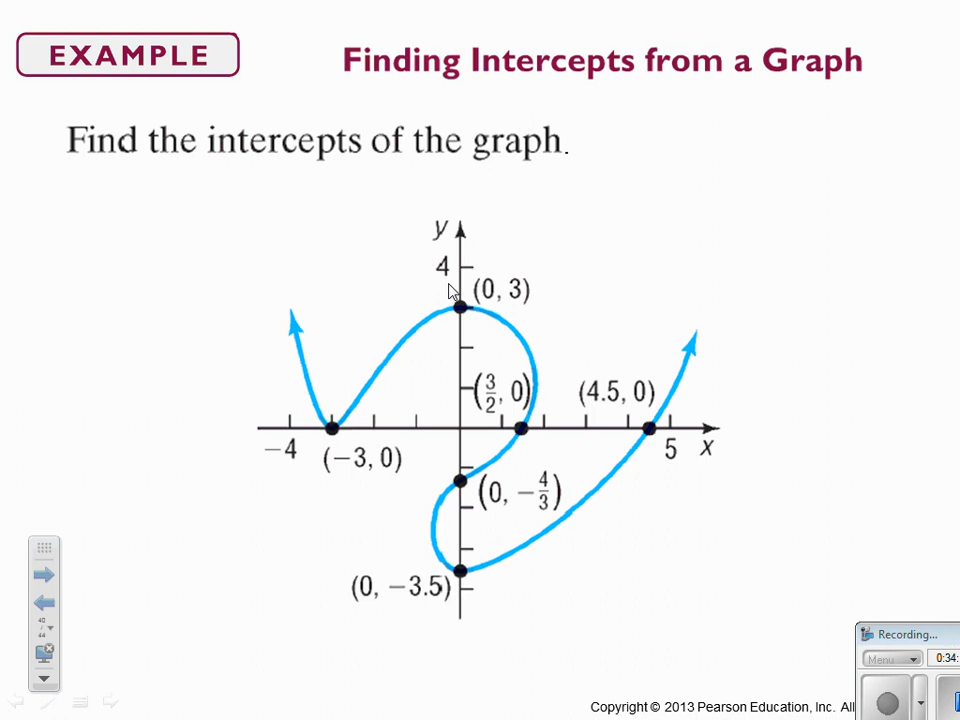 EXAMPLE
Finding Intercepts from a Graph
Find the intercepts of the graph.
y
4
(0, 3)
(3/2, 0)
(4.5, 0)
−4
(−3, 0)
5
x
(0, −4/3)
(0, −3.5)
40
/
44
Recording...
Menu
0:34:
Copyright © 2013 Pearson Education, Inc. All